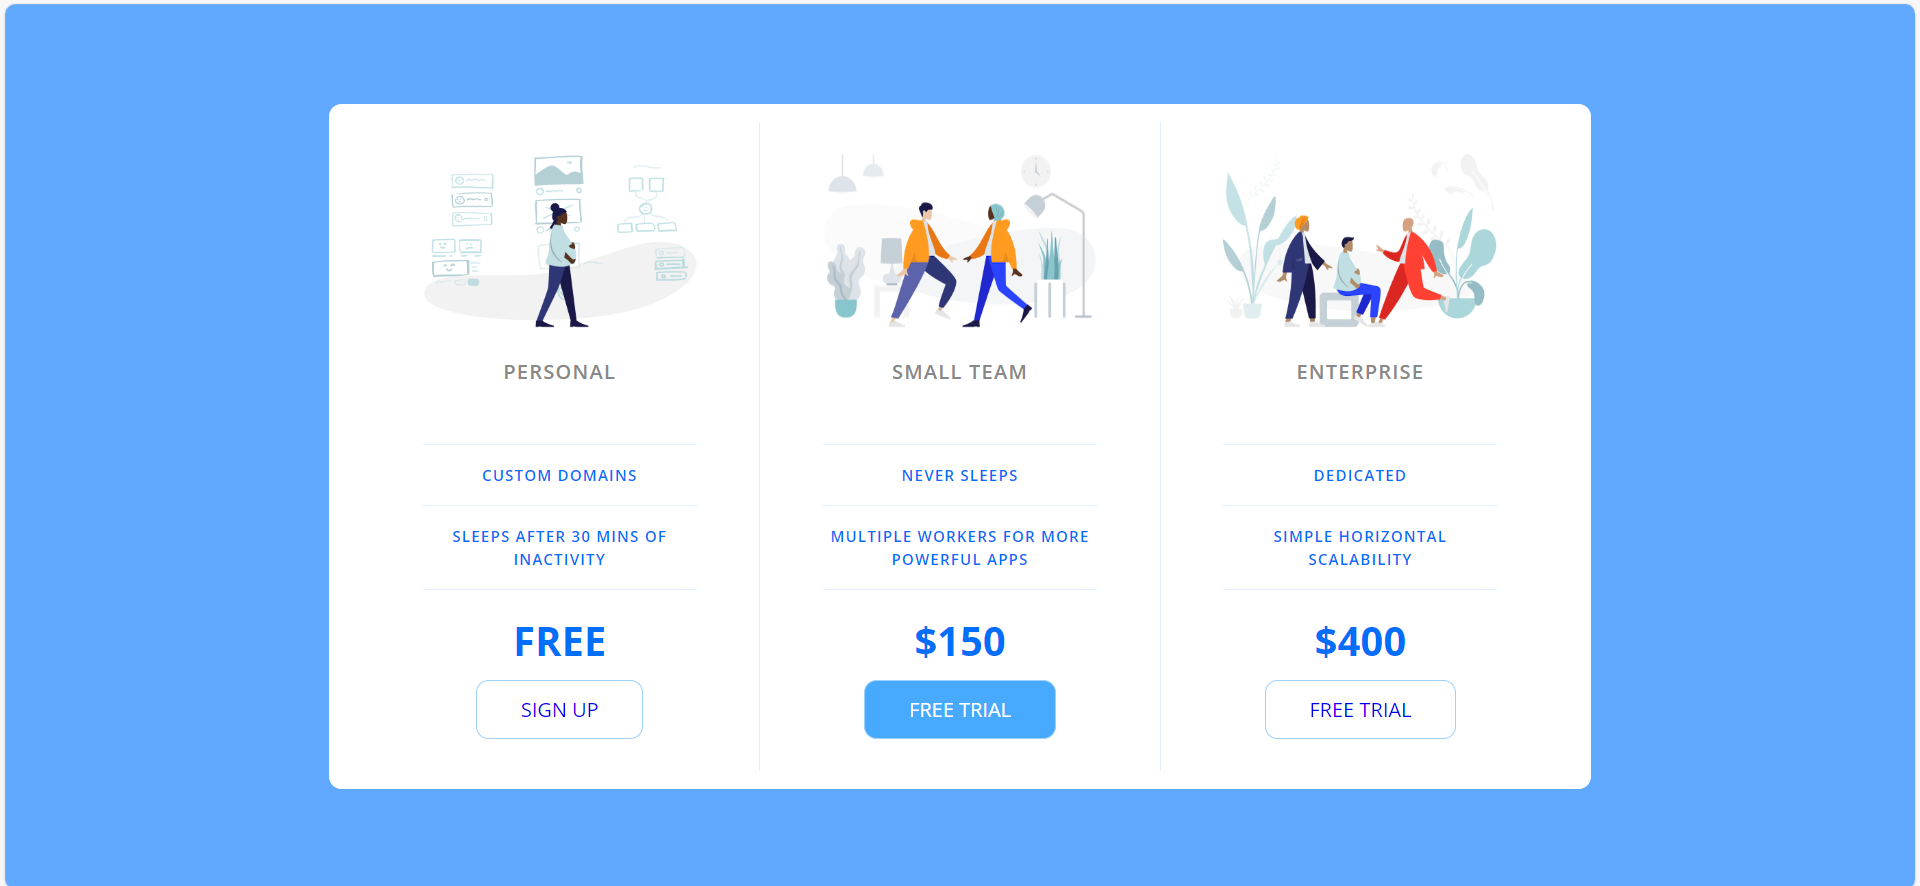 PERSONAL
CUSTOM DOMAINS
SLEEPS AFTER 30 MINS OF
INACTIVITY
FREE
SIGN UP
SMALL TEAM
NEVER SLEEPS
MULTIPLE WORKERS FOR MORE
POWERFUL APPS
$150
FREE TRIAL
ENTERPRISE
DEDICATED
SIMPLE HORIZONTAL
SCALABILITY
$400
FREE TRIAL